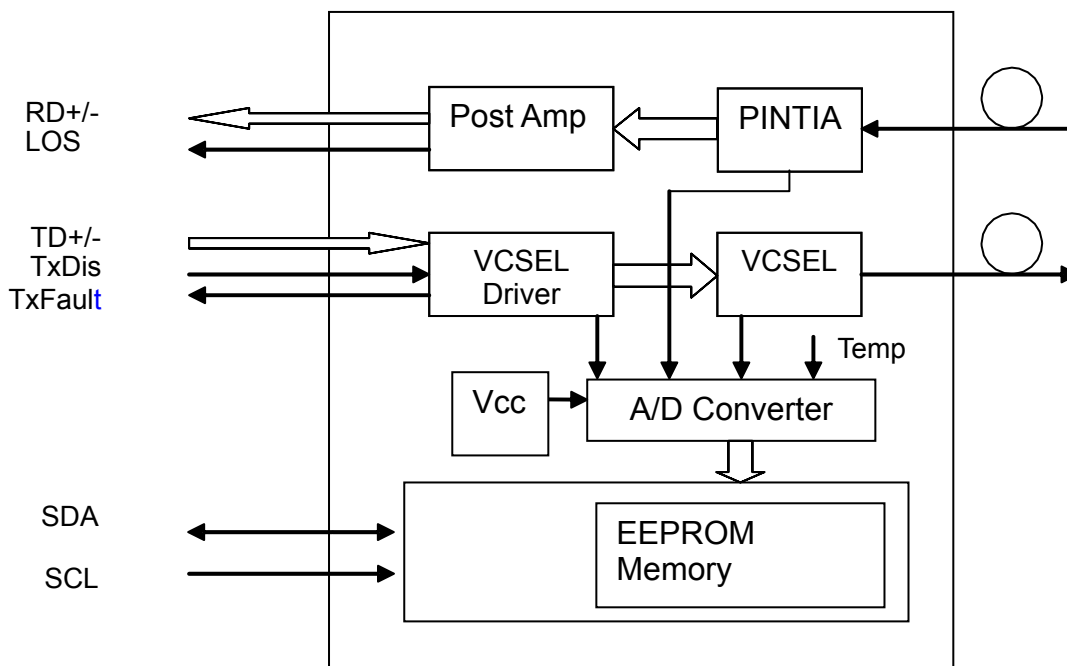 RD+/-
LOS
Post Amp
PINTIA
TD+/-
TxDis
TxFault
VCSEL
Driver
VCSEL
Temp
Vcc
A/D Converter
SDA
SCL
EEPROM
Memory